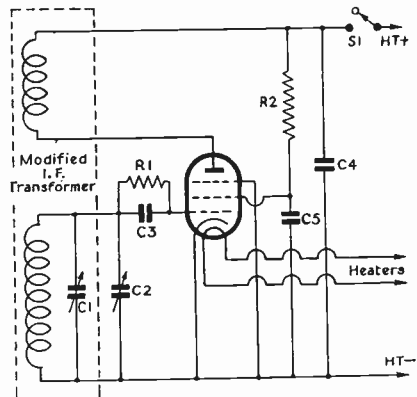 S1
HT+
R2
Modified
I.F.
Transformer
R1
C4
C3
C5
C1
C2
Heaters
HT—